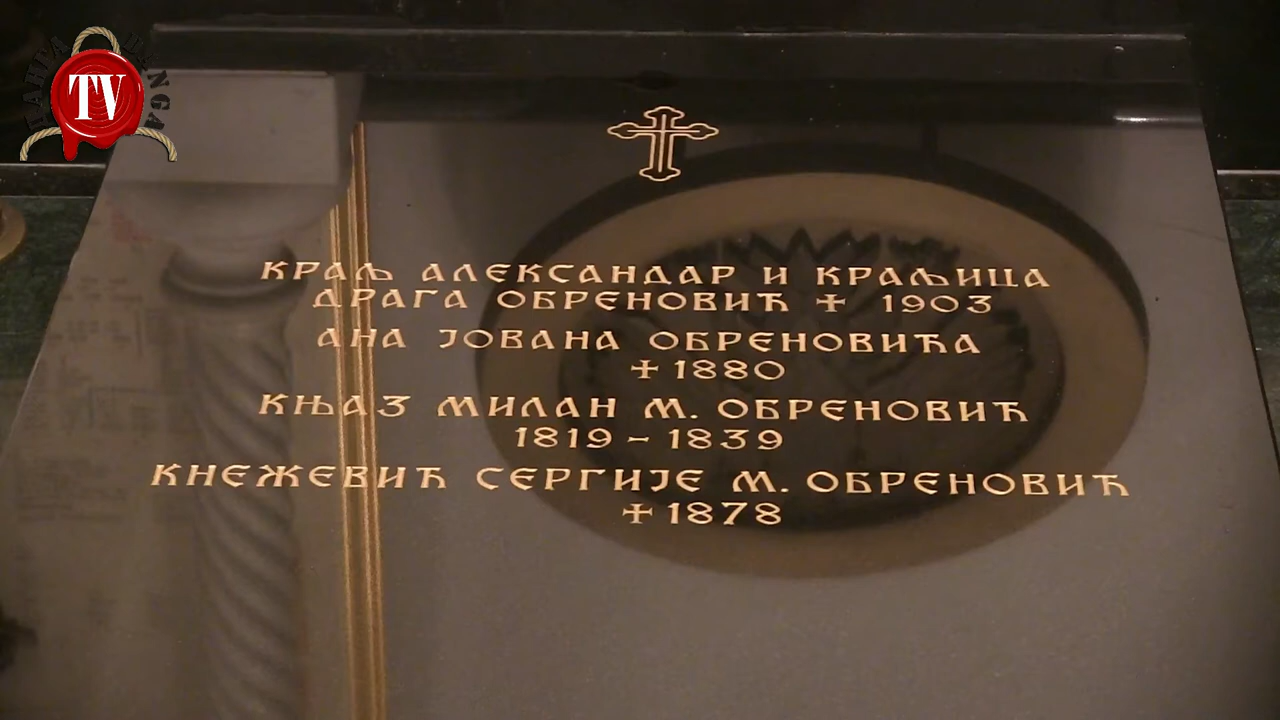 TV
КРАЉ АЛЕКСАНДАР И КРАЉИЦА
ДРАГА ОБРЕНОВИЋ + 1903
АНА ЈОВАНА ОБРЕНОВИЋА
+ 1880
КЊАЗ МИЛАН М. ОБРЕНОВИЋ
1819 - 1839
КНЕЖЕВИЋ СЕРГИЈЕ М. ОБРЕНОВИЋ
+ 1878